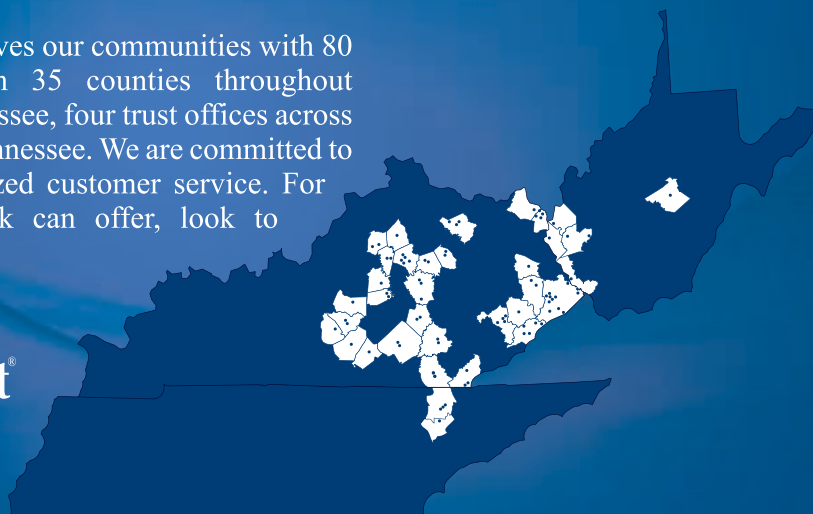 ves our communities with 80
n 35 counties throughout
ssee, four trust offices across
nnessee. We are committed to
zed customer service. For
k can offer, look to
t®